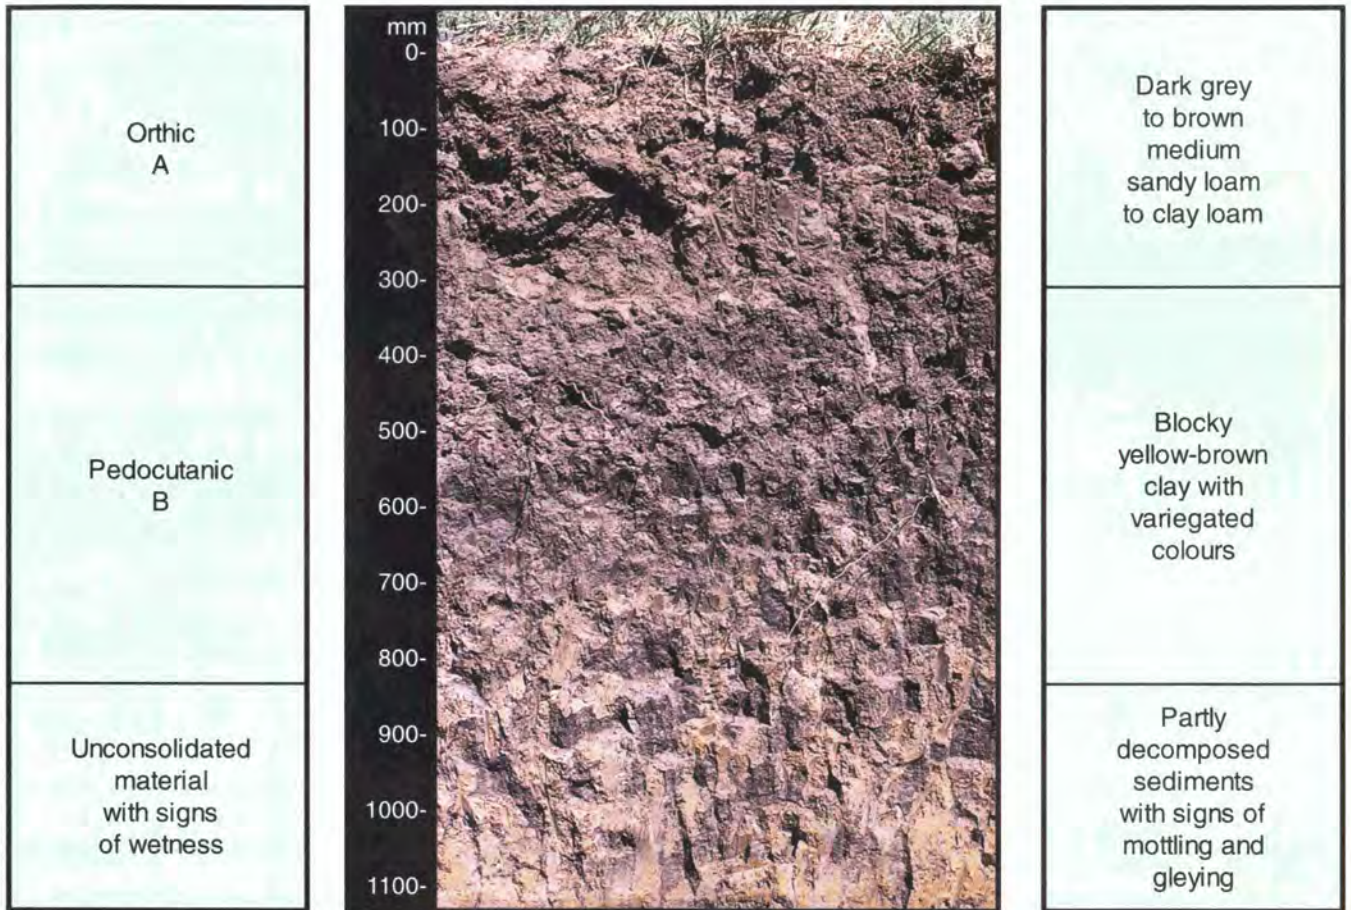 Orthic
A
Pedocutanic
B
Unconsolidated
material
with signs
of wetness
mm
0-
100-
200-
300-
400-
500-
600-
700-
800-
900-
1000-
1100-
Dark grey
to brown
medium
sandy loam
to clay loam
Blocky
yellow-brown
clay with
variegated
colours
Partly
decomposed
sediments
with signs of
mottling and
gleying